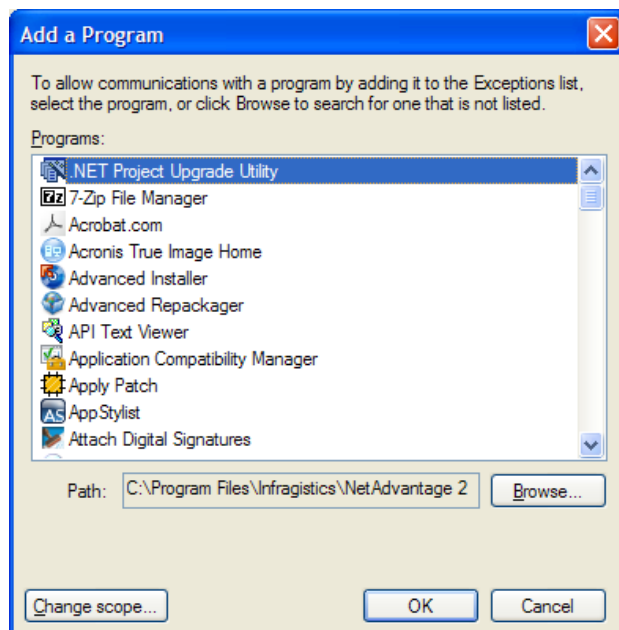 Add a Program
To allow communications with a program by adding it to the Exceptions list,
select the program, or click Browse to search for one that is not listed.
Programs:
.NET Project Upgrade Utility
7-Zip File Manager
Acrobat.com
Acronis True Image Home
Advanced Installer
Advanced Repackager
API Text Viewer
Application Compatibility Manager
Apply Patch
AppStylist
Attach Digital Signatures
Path: C:\Program Files\Infragistics\NetAdvantage 2 Browse...
Change scope... OK Cancel